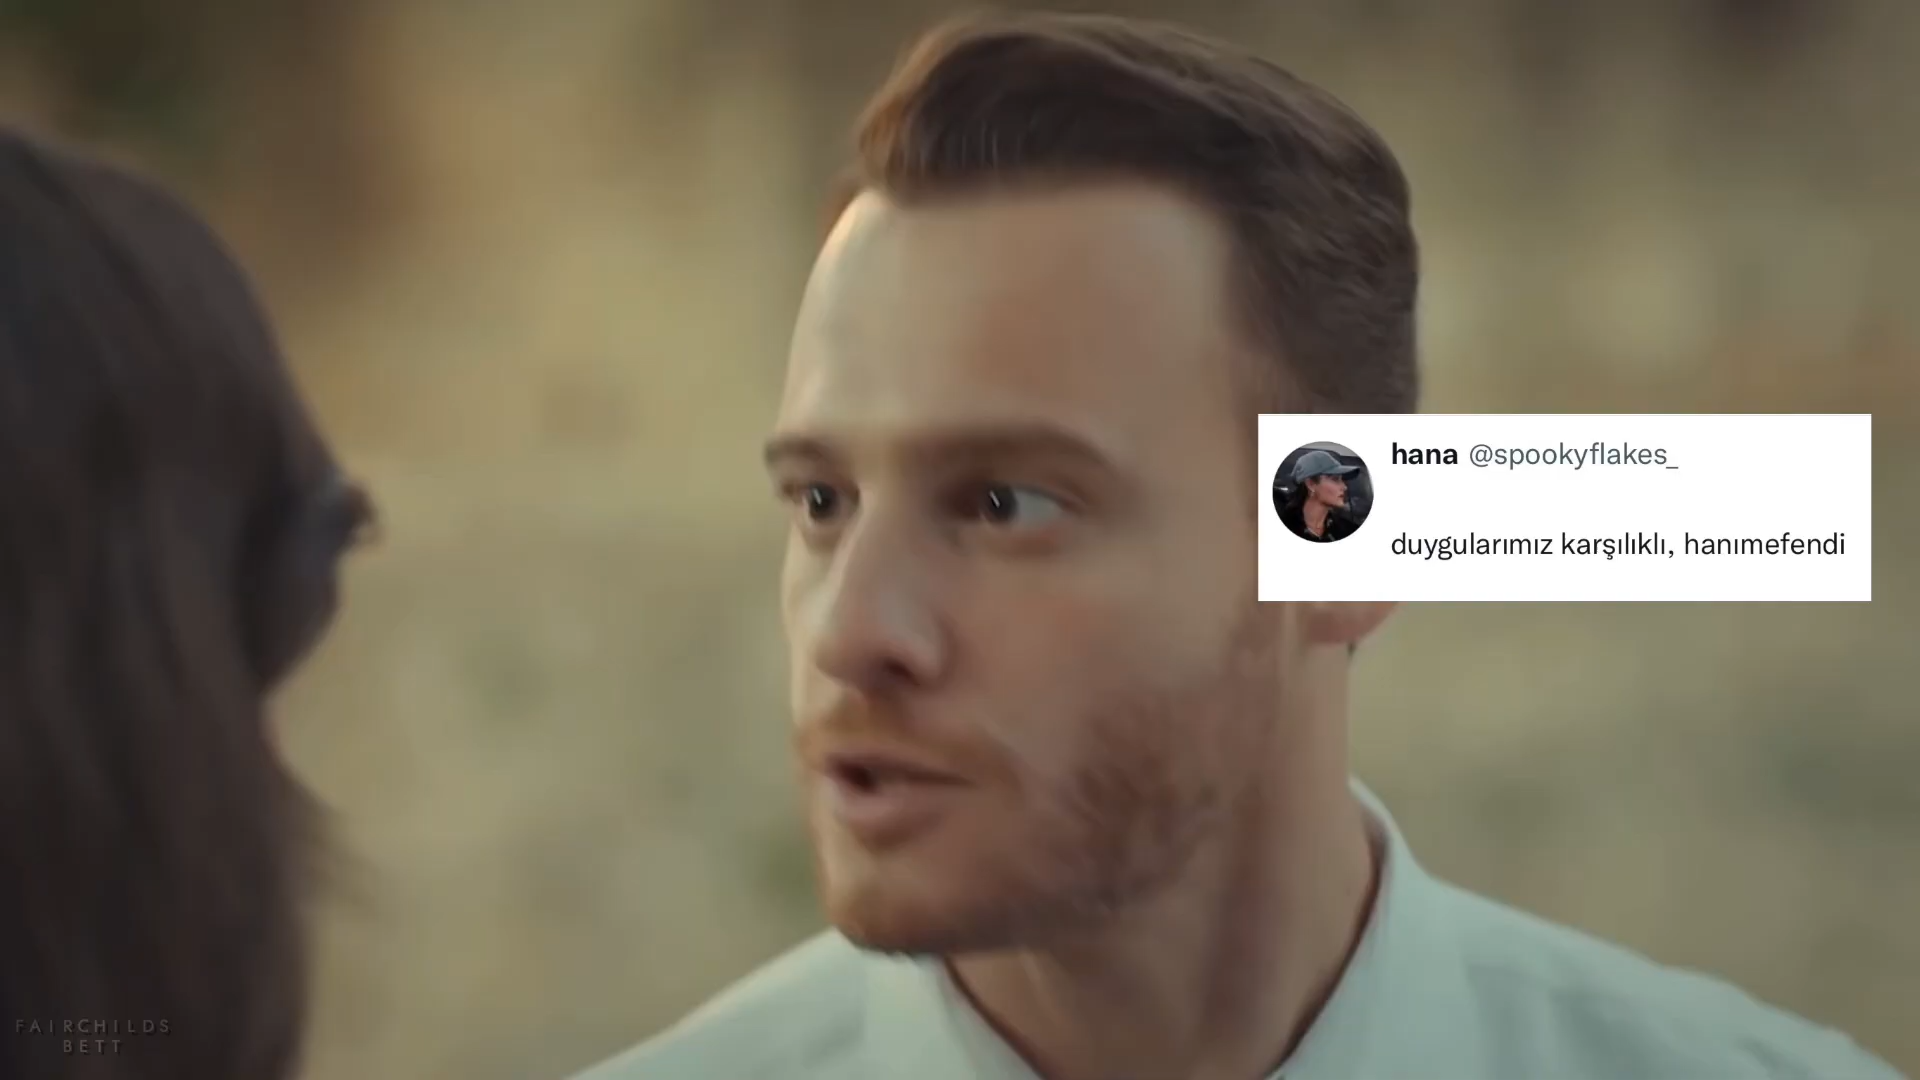 hana @spookyflakes_
duygularımız karşılıklı, hanımefendi
FAIRCHILDS
BETT